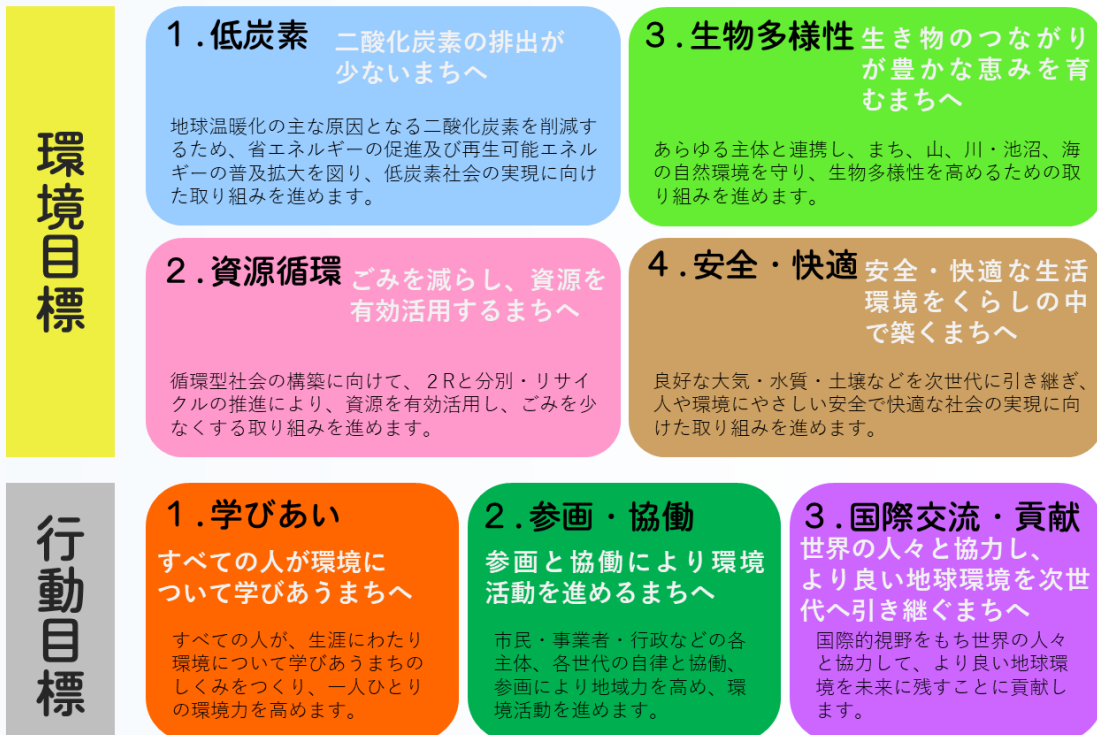 環境目標
１.低炭素
二酸化炭素の排出が
少ないまちへ
地球温暖化の主な原因となる二酸化炭素を削減す
るため、省エネルギーの促進及び再生可能エネル
ギーの普及拡大を図り、低炭素社会の実現に向け
た取り組みを進めます。
２.資源循環
ごみを減らし、資源を
有効活用するまちへ
循環型社会の構築に向けて、２Rと分別・リサイ
クルの推進により、資源を有効活用し、ごみを少
なくする取り組みを進めます。
３.生物多様性
生き物のつながり
が豊かな恵みを育
むまちへ
あらゆる主体と連携し、まち、山、川・池沼、海
の自然環境を守り、生物多様性を高めるための取
り組みを進めます。
４.安全・快適
安全・快適な生活
環境をくらしの中
で築くまちへ
良好な大気・水質・土壌などを次世代に引き継ぎ、
人や環境にやさしい安全で快適な社会の実現に向
けた取り組みを進めます。
行動目標
１.学びあい
すべての人が環境に
ついて学びあうまちへ
すべての人が、生涯にわたり
環境について学びあうまちの
しくみをつくり、一人ひとり
の環境力を高めます。
２.参画・協働
参画と協働により環境
活動を進めるまちへ
市民・事業者・行政などの各
主体、各世代の自律と協働、
参画により地域力を高め、環
境活動を進めます。
３.国際交流・貢献
世界の人々と協力し、
より良い地球環境を次世
代へ引き継ぐまちへ
国際的視野をもち世界の人々
と協力して、より良い地球環
境を未来に残すことに貢献し
ます。